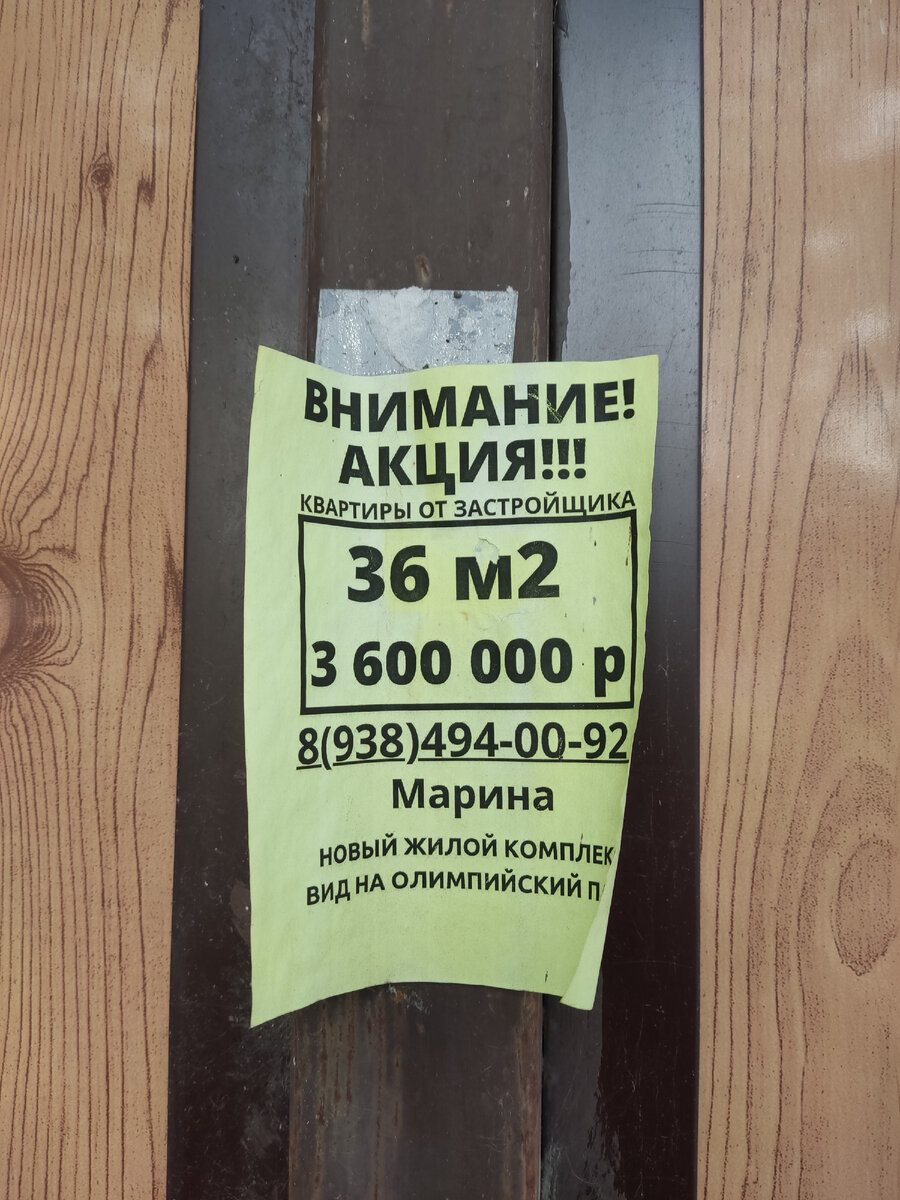 ВНИМАНИЕ!
АКЦИЯ!!!
КВАРТИРЫ ОТ ЗАСТРОЙЩИКА
36 м2
3 600 000 р
8(938)494-00-92
Марина
НОВЫЙ ЖИЛОЙ КОМПЛЕК
ВИД НА ОЛИМПИЙСКИЙ П